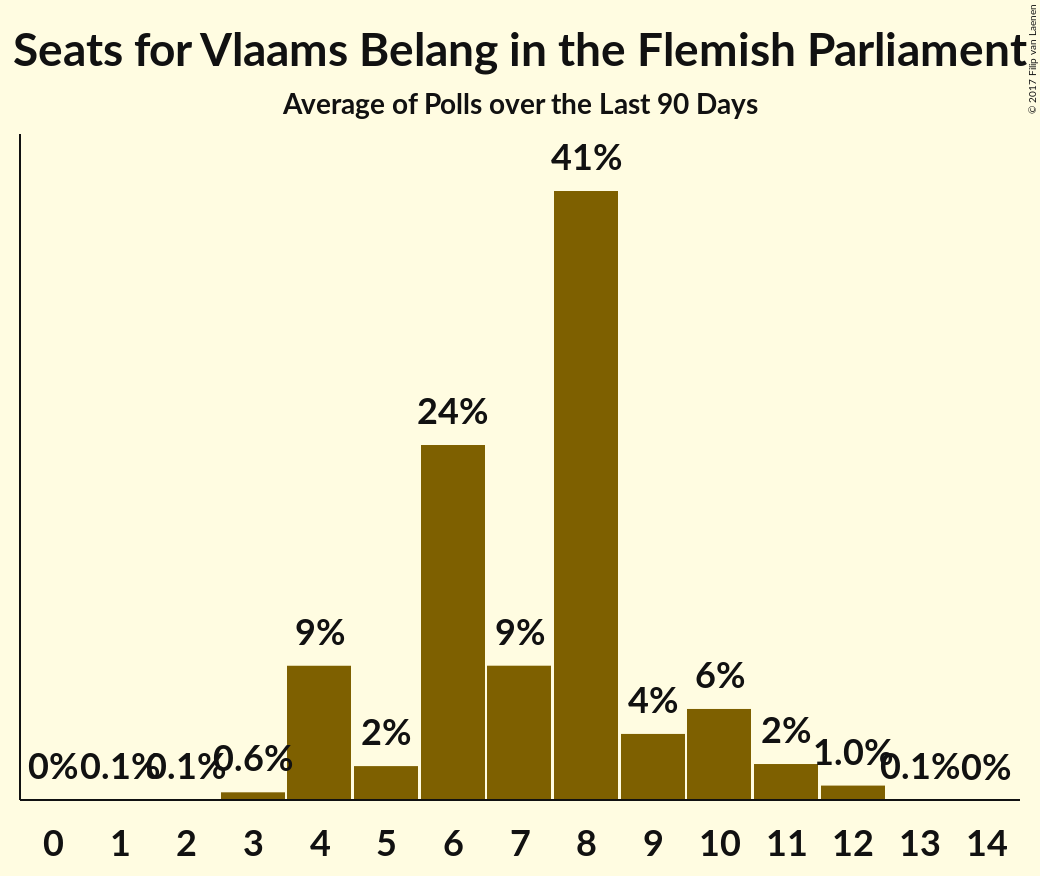 Seats for Vlaams Belang in the Flemish Parliament
Average of Polls over the Last 90 Days
© 2017 Filip van Laenen
41%
24%
9% 9%
6%
4%
2% 2%
0% 0.1% 0.1% 0.6% 1.0% 0.1% 0%
0 1 2 3 4 5 6 7 8 9 10 11 12 13 14